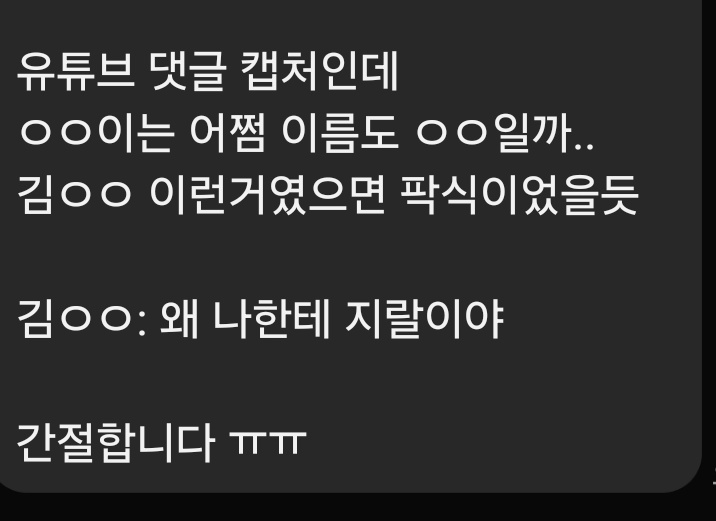 유튜브 댓글 캡처인데
ㅇㅇ이는 어쩜 이름도 ㅇㅇ일까..
김ㅇㅇ 이런거였으면 팍식이었을듯
김ㅇㅇ: 왜 나한테 지랄이야
간절합니다 ㅠㅠ